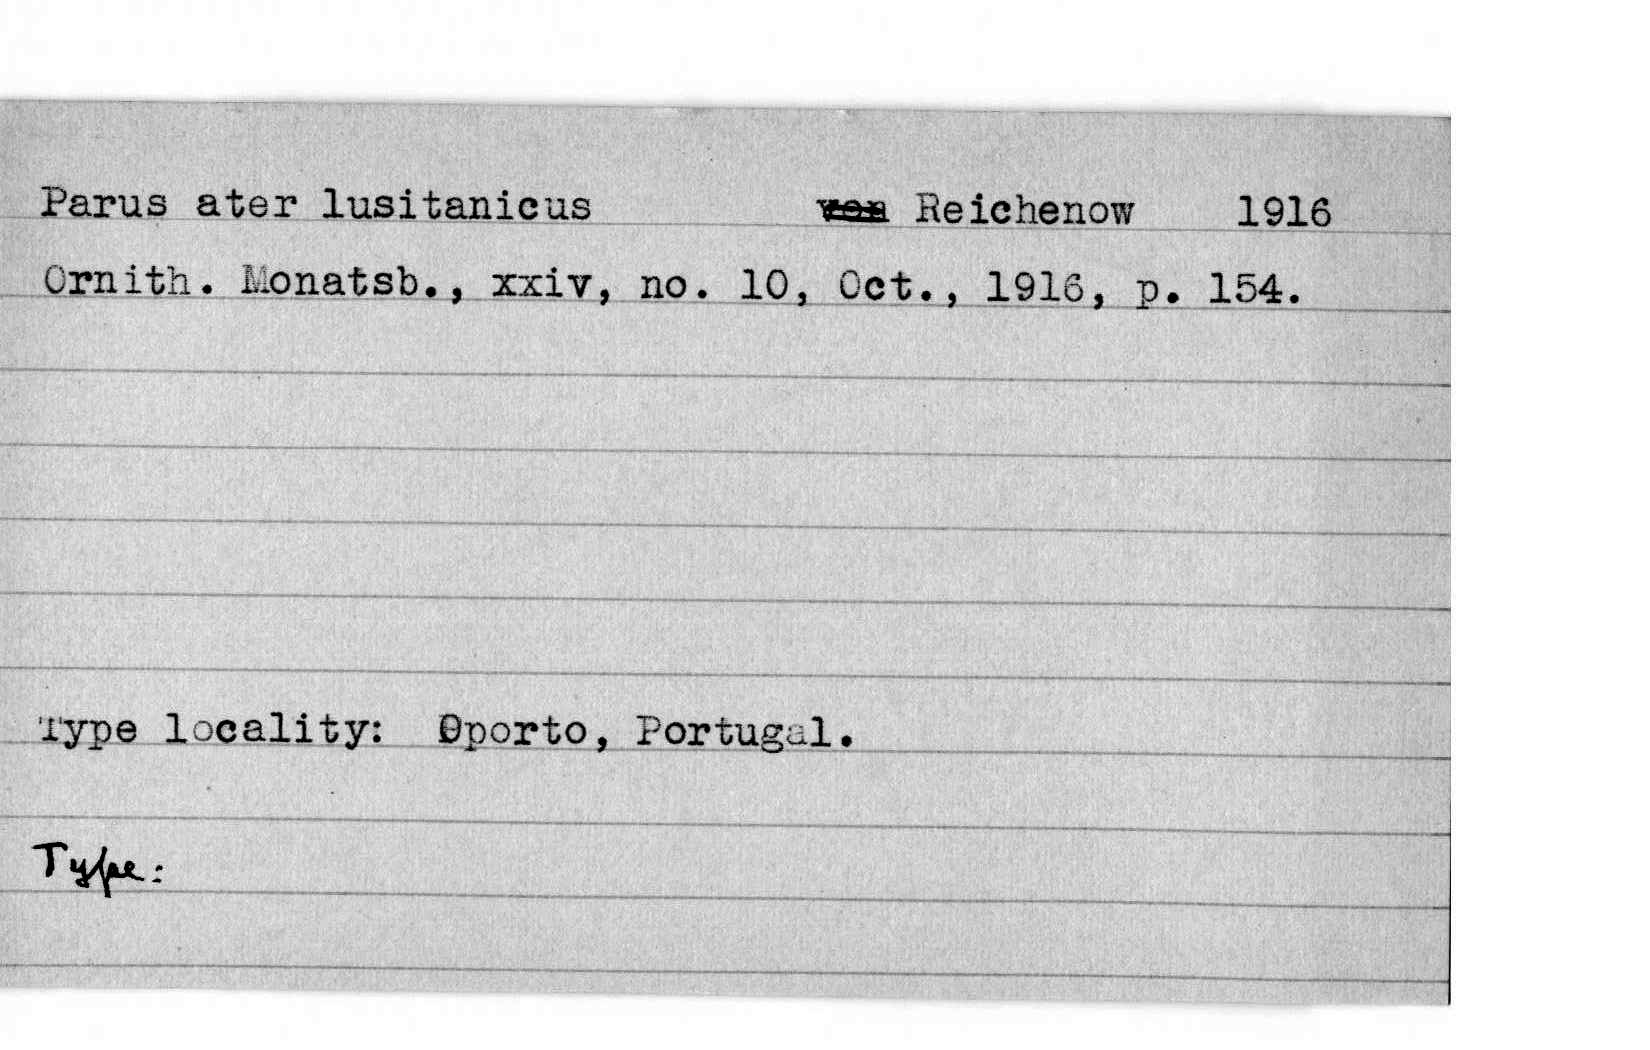 Parus ater lusitanicus von Reichenow 1916
Ornith. Monatsb., xxiv, no. 10, Oct., 1916, p. 154.
Type locality: Oporto, Portugal.
Type: